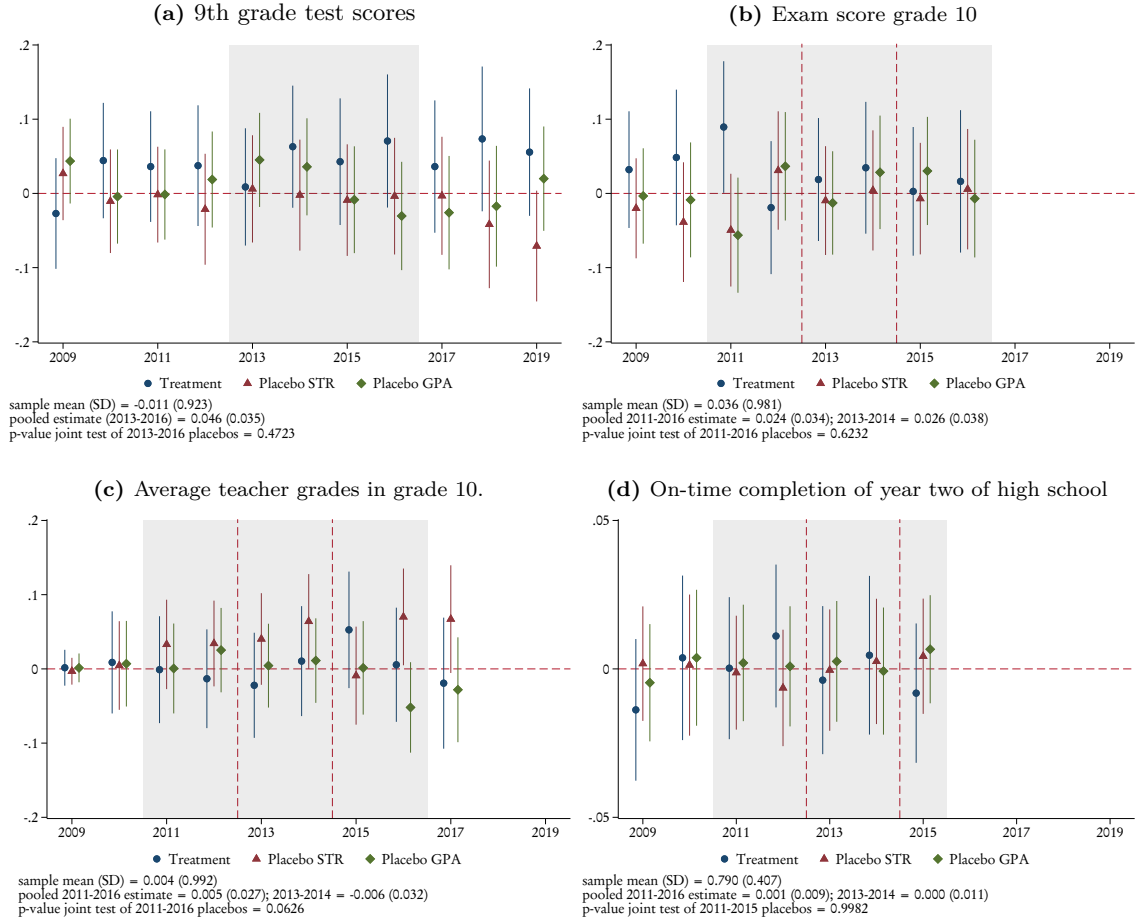 (a) 9th grade test scores
.2
.1
0
-.1
-.2
2009 2011 2013 2015 2017 2019
Treatment Placebo STR Placebo GPA
sample mean (SD) = -0.011 (0.923)
pooled estimate (2013-2016) = 0.046 (0.035)
p-value joint test of 2013-2016 placebos = 0.4723
(b) Exam score grade 10
.2
.1
0
-.1
-.2
2009 2011 2013 2015 2017 2019
Treatment Placebo STR Placebo GPA
sample mean (SD) = 0.036 (0.981)
pooled 2011-2016 estimate = 0.024 (0.034); 2013-2014 = 0.026 (0.038)
p-value joint test of 2011-2016 placebos = 0.6232
(c) Average teacher grades in grade 10.
.2
.1
0
-.1
-.2
2009 2011 2013 2015 2017 2019
Treatment Placebo STR Placebo GPA
sample mean (SD) = 0.004 (0.992)
pooled 2011-2016 estimate = 0.005 (0.027); 2013-2014 = -0.006 (0.032)
p-value joint test of 2011-2016 placebos = 0.0626
(d) On-time completion of year two of high school
.05
0
-.05
2009 2011 2013 2015 2017 2019
Treatment Placebo STR Placebo GPA
sample mean (SD) = 0.790 (0.407)
pooled 2011-2016 estimate = 0.001 (0.009); 2013-2014 = 0.000 (0.011)
p-value joint test of 2011-2015 placebos = 0.9982